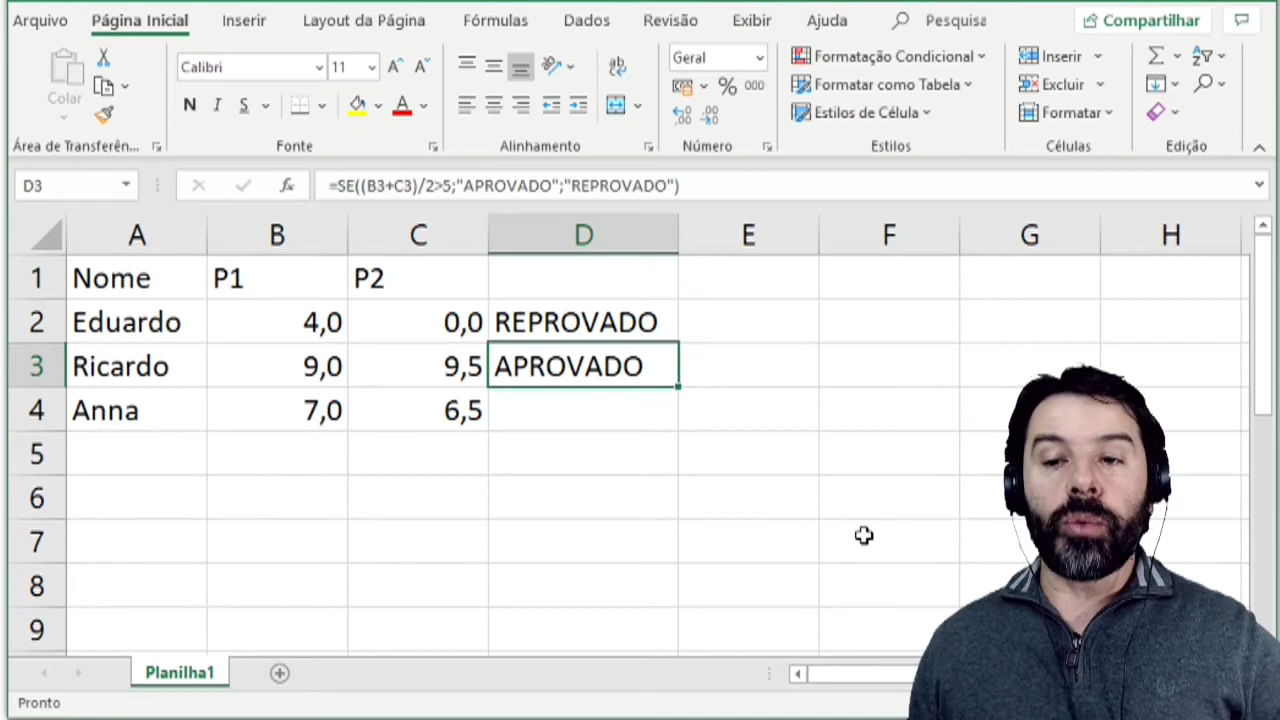 Arquivo Página Inicial Inserir Layout da Página Fórmulas Dados Revisão Exibir Ajuda Pesquisa Compartilhar
Colar
Calibri 11
N I S A
ab
Geral
% 000
Formatação Condicional
Formatar como Tabela
Estilos de Célula
Inserir
Excluir
Formatar
Área de Transferên... Fonte Alinhamento Número Estilos Células Edição
D3 fx =SE((B3+C3)/2>5;"APROVADO";"REPROVADO")
A B C D E F G H
1 Nome P1 P2
2 Eduardo 4,0 0,0 REPROVADO
3 Ricardo 9,0 9,5 APROVADO
4 Anna 7,0 6,5
5
6
7
8
9
Planilha1
Pronto